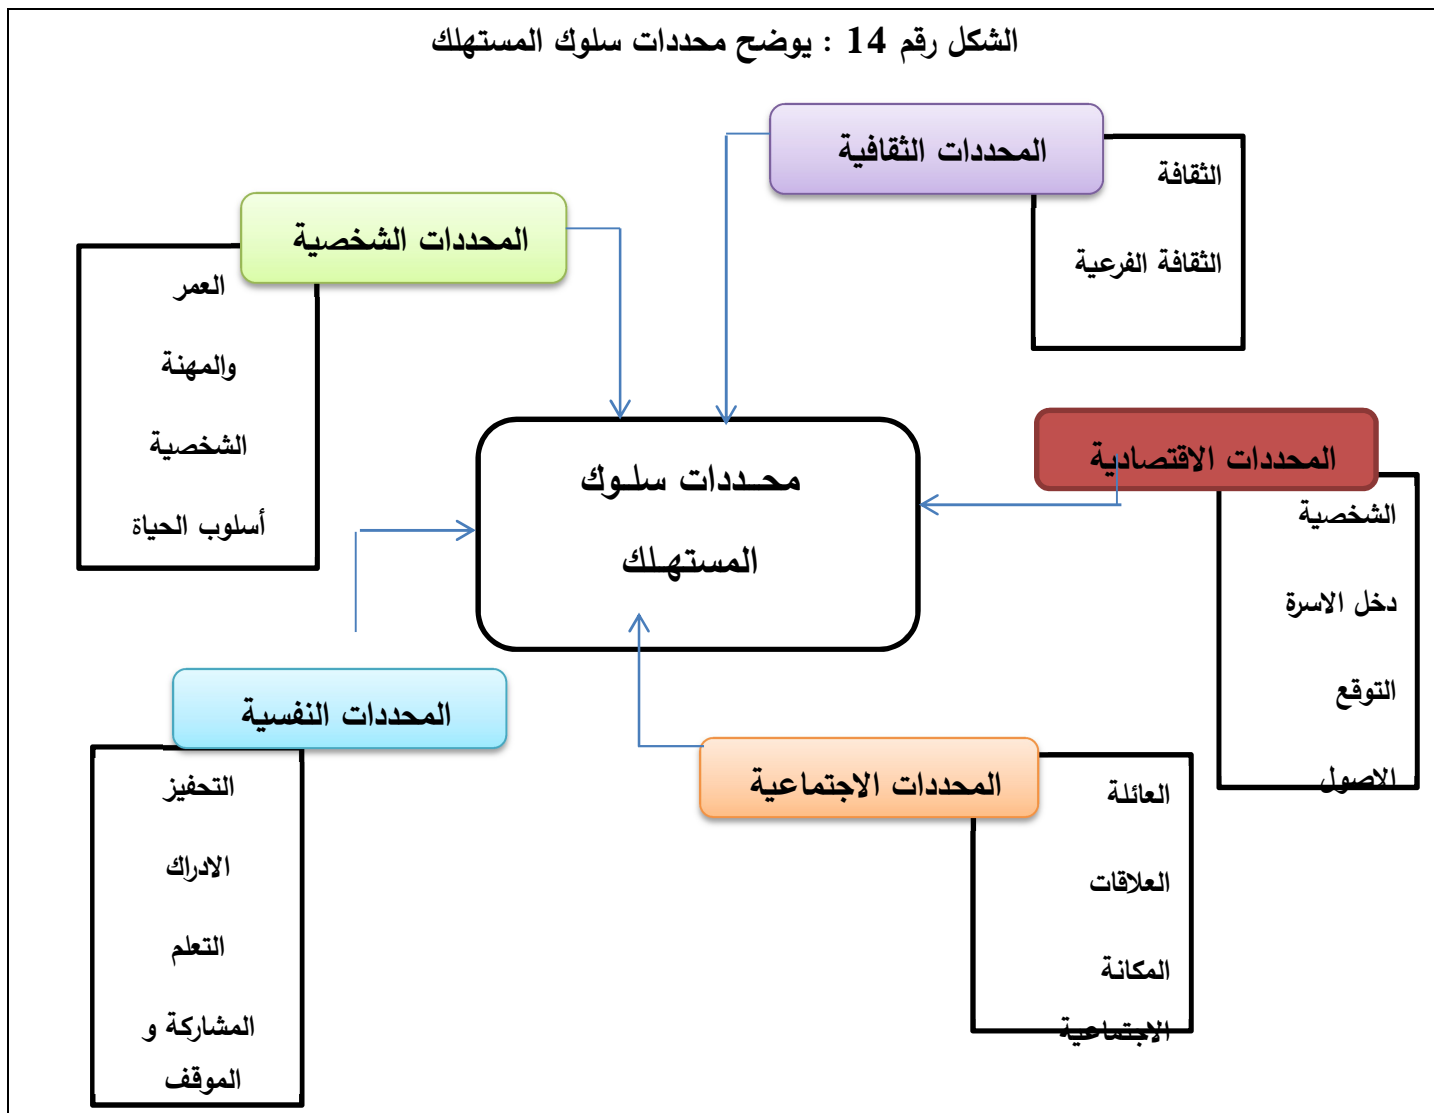 الشكل رقم 14 : يوضح محددات سلوك المستهلك
المحددات الثقافية
الثقافة
الثقافة الفرعية
المحددات الشخصية
العمر
والمهنة
الشخصية
أسلوب الحياة
محـددات سلـوك
المستهـلك
المحددات الاقتصادية
الشخصية
دخل الاسرة
التوقع
الاصول
المحددات النفسية
التحفيز
الادراك
التعلم
المشاركة و
الموقف
المحددات الاجتماعية
العائلة
العلاقات
المكانة
الاجتماعية